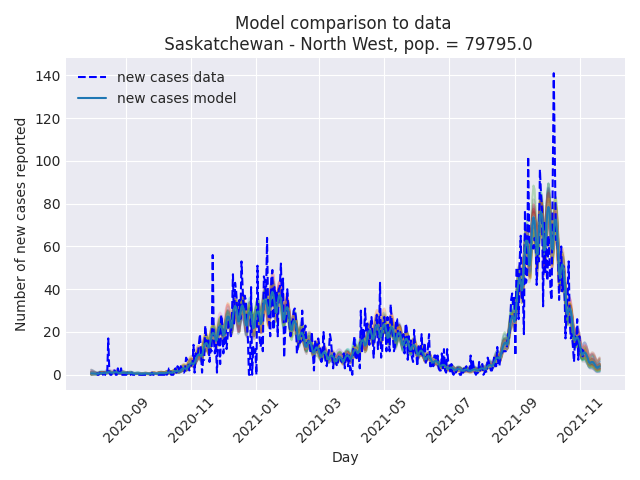 Model comparison to data
Saskatchewan - North West, pop. = 79795.0
new cases data
new cases model
Number of new cases reported
140
120
100
80
60
40
20
0
2020-09
2020-11
2021-01
2021-03
2021-05
2021-07
2021-09
2021-11
Day